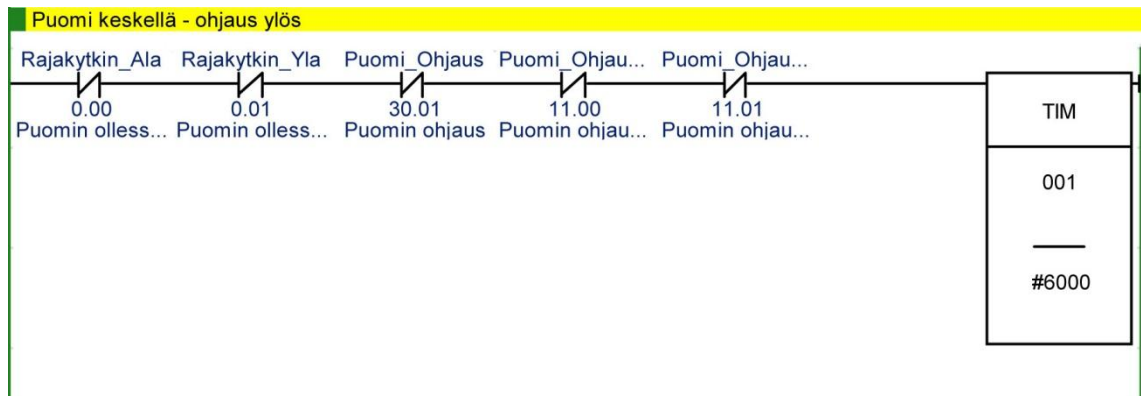 Puomi keskellä - ohjaus ylös
Rajakytkin_Ala Rajakytkin_Yla Puomi_Ohjaus Puomi_Ohjau... Puomi_Ohjau...
0.00 0.01 30.01 11.00 11.01
Puomin olless... Puomin olless... Puomin ohjaus Puomin ohjau... Puomin ohjau...
TIM
001
#6000